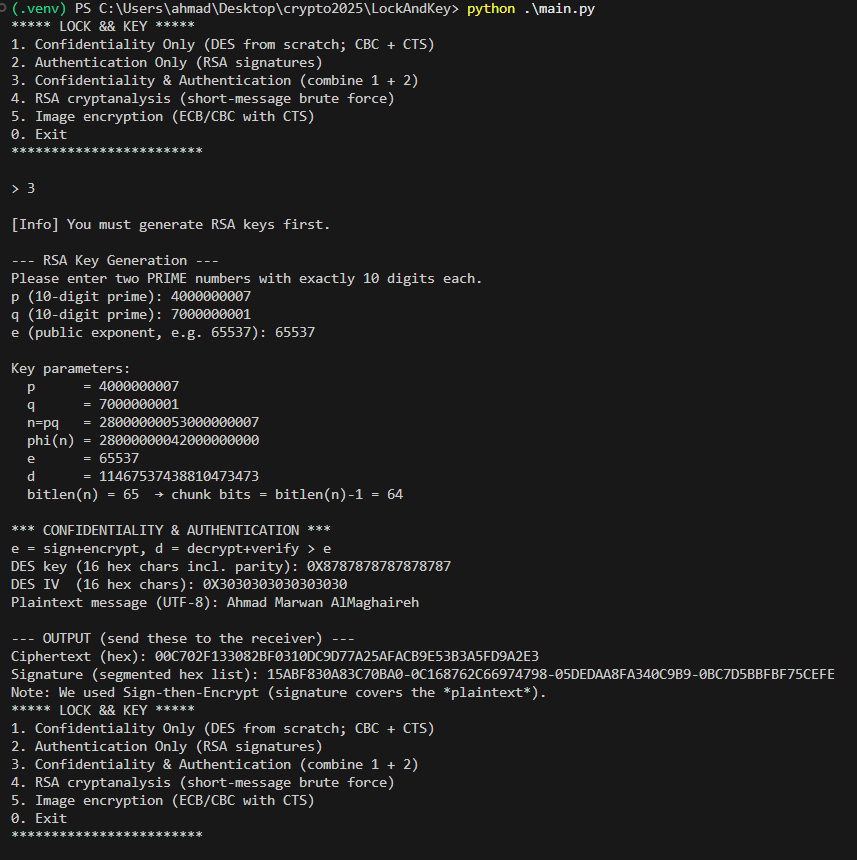 (.venv) PS C:\Users\ahmad\Desktop\crypto2025\LockAndKey> python .\main.py
***** LOCK && KEY *****
1. Confidentiality Only (DES from scratch; CBC + CTS)
2. Authentication Only (RSA signatures)
3. Confidentiality & Authentication (combine 1 + 2)
4. RSA cryptanalysis (short-message brute force)
5. Image encryption (ECB/CBC with CTS)
0. Exit
************************
> 3
[Info] You must generate RSA keys first.
--- RSA Key Generation ---
Please enter two PRIME numbers with exactly 10 digits each.
p (10-digit prime): 4000000007
q (10-digit prime): 7000000001
e (public exponent, e.g. 65537): 65537
Key parameters:
p      = 4000000007
q      = 7000000001
n=pq   = 28000000053000000007
phi(n) = 28000000042000000000
e      = 65537
d      = 11467537438810473473
bitlen(n) = 65  → chunk bits = bitlen(n)-1 = 64
*** CONFIDENTIALITY & AUTHENTICATION ***
e = sign+encrypt, d = decrypt+verify > e
DES key (16 hex chars incl. parity): 0X8787878787878787
DES IV  (16 hex chars): 0X3030303030303030
Plaintext message (UTF-8): Ahmad Marwan AlMaghaireh
--- OUTPUT (send these to the receiver) ---
Ciphertext (hex): 00C702F133082BF0310DC9D77A25AFACB9E53B3A5FD9A2E3
Signature (segmented hex list): 15ABF830A83C70BA0-0C168762C66974798-05DEDAA8FA340C9B9-0BC7D5BBFBF75CEFE
Note: We used Sign-then-Encrypt (signature covers the *plaintext*).
***** LOCK && KEY *****
1. Confidentiality Only (DES from scratch; CBC + CTS)
2. Authentication Only (RSA signatures)
3. Confidentiality & Authentication (combine 1 + 2)
4. RSA cryptanalysis (short-message brute force)
5. Image encryption (ECB/CBC with CTS)
0. Exit
************************